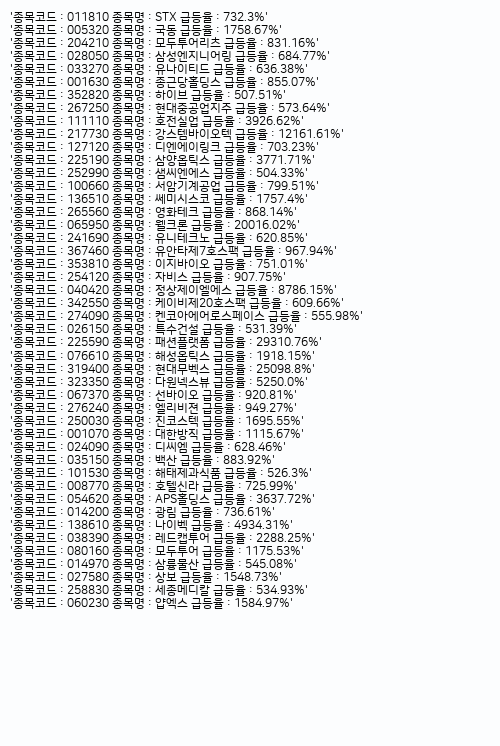 '종목코드 : 011810 종목명 : STX 급등율 : 732.3%'
'종목코드 : 005320 종목명 : 국동 급등율 : 1758.67%'
'종목코드 : 204210 종목명 : 모두투어리츠 급등율 : 831.16%'
'종목코드 : 028050 종목명 : 삼성엔지니어링 급등율 : 684.77%'
'종목코드 : 033270 종목명 : 유나이티드 급등율 : 636.38%'
'종목코드 : 001630 종목명 : 종근당홀딩스 급등율 : 855.07%'
'종목코드 : 352820 종목명 : 하이브 급등율 : 507.51%'
'종목코드 : 267250 종목명 : 현대중공업지주 급등율 : 573.64%'
'종목코드 : 111110 종목명 : 호전실업 급등율 : 3926.62%'
'종목코드 : 217730 종목명 : 강스템바이오텍 급등율 : 12161.61%'
'종목코드 : 127120 종목명 : 디엔에이링크 급등율 : 703.23%'
'종목코드 : 225190 종목명 : 삼양옵틱스 급등율 : 3771.71%'
'종목코드 : 252990 종목명 : 샘씨엔에스 급등율 : 504.33%'
'종목코드 : 100660 종목명 : 서암기계공업 급등율 : 799.51%'
'종목코드 : 136510 종목명 : 쎄미시스코 급등율 : 1757.4%'
'종목코드 : 265560 종목명 : 영화테크 급등율 : 868.14%'
'종목코드 : 065950 종목명 : 웰크론 급등율 : 20016.02%'
'종목코드 : 241690 종목명 : 유니테크노 급등율 : 620.85%'
'종목코드 : 367460 종목명 : 유안타제7호스팩 급등율 : 967.94%'
'종목코드 : 353810 종목명 : 이지바이오 급등율 : 751.01%'
'종목코드 : 254120 종목명 : 자비스 급등율 : 907.75%'
'종목코드 : 040420 종목명 : 정상제이엘에스 급등율 : 8786.15%'
'종목코드 : 342550 종목명 : 케이비제20호스팩 급등율 : 609.66%'
'종목코드 : 274090 종목명 : 켄코아에어로스페이스 급등율 : 555.98%'
'종목코드 : 026150 종목명 : 특수건설 급등율 : 531.39%'
'종목코드 : 225590 종목명 : 패션플랫폼 급등율 : 29310.76%'
'종목코드 : 076610 종목명 : 해성옵틱스 급등율 : 1918.15%'
'종목코드 : 319400 종목명 : 현대무벡스 급등율 : 25098.8%'
'종목코드 : 323350 종목명 : 다원넥스뷰 급등율 : 5250.0%'
'종목코드 : 067370 종목명 : 선바이오 급등율 : 920.81%'
'종목코드 : 276240 종목명 : 엘리비젼 급등율 : 949.27%'
'종목코드 : 250030 종목명 : 진코스텍 급등율 : 1695.55%'
'종목코드 : 001070 종목명 : 대한방직 급등율 : 1115.67%'
'종목코드 : 024090 종목명 : 디씨엠 급등율 : 628.46%'
'종목코드 : 035150 종목명 : 백산 급등율 : 883.92%'
'종목코드 : 101530 종목명 : 해태제과식품 급등율 : 526.3%'
'종목코드 : 008770 종목명 : 호텔신라 급등율 : 725.99%'
'종목코드 : 054620 종목명 : APS홀딩스 급등율 : 3637.72%'
'종목코드 : 014200 종목명 : 광림 급등율 : 736.61%'
'종목코드 : 138610 종목명 : 나이벡 급등율 : 4934.31%'
'종목코드 : 038390 종목명 : 레드캡투어 급등율 : 2288.25%'
'종목코드 : 080160 종목명 : 모두투어 급등율 : 1175.53%'
'종목코드 : 014970 종목명 : 삼륭물산 급등율 : 545.08%'
'종목코드 : 027580 종목명 : 상보 급등율 : 1548.73%'
'종목코드 : 258830 종목명 : 세종메디칼 급등율 : 534.93%'
'종목코드 : 060230 종목명 : 얍엑스 급등율 : 1584.97%'